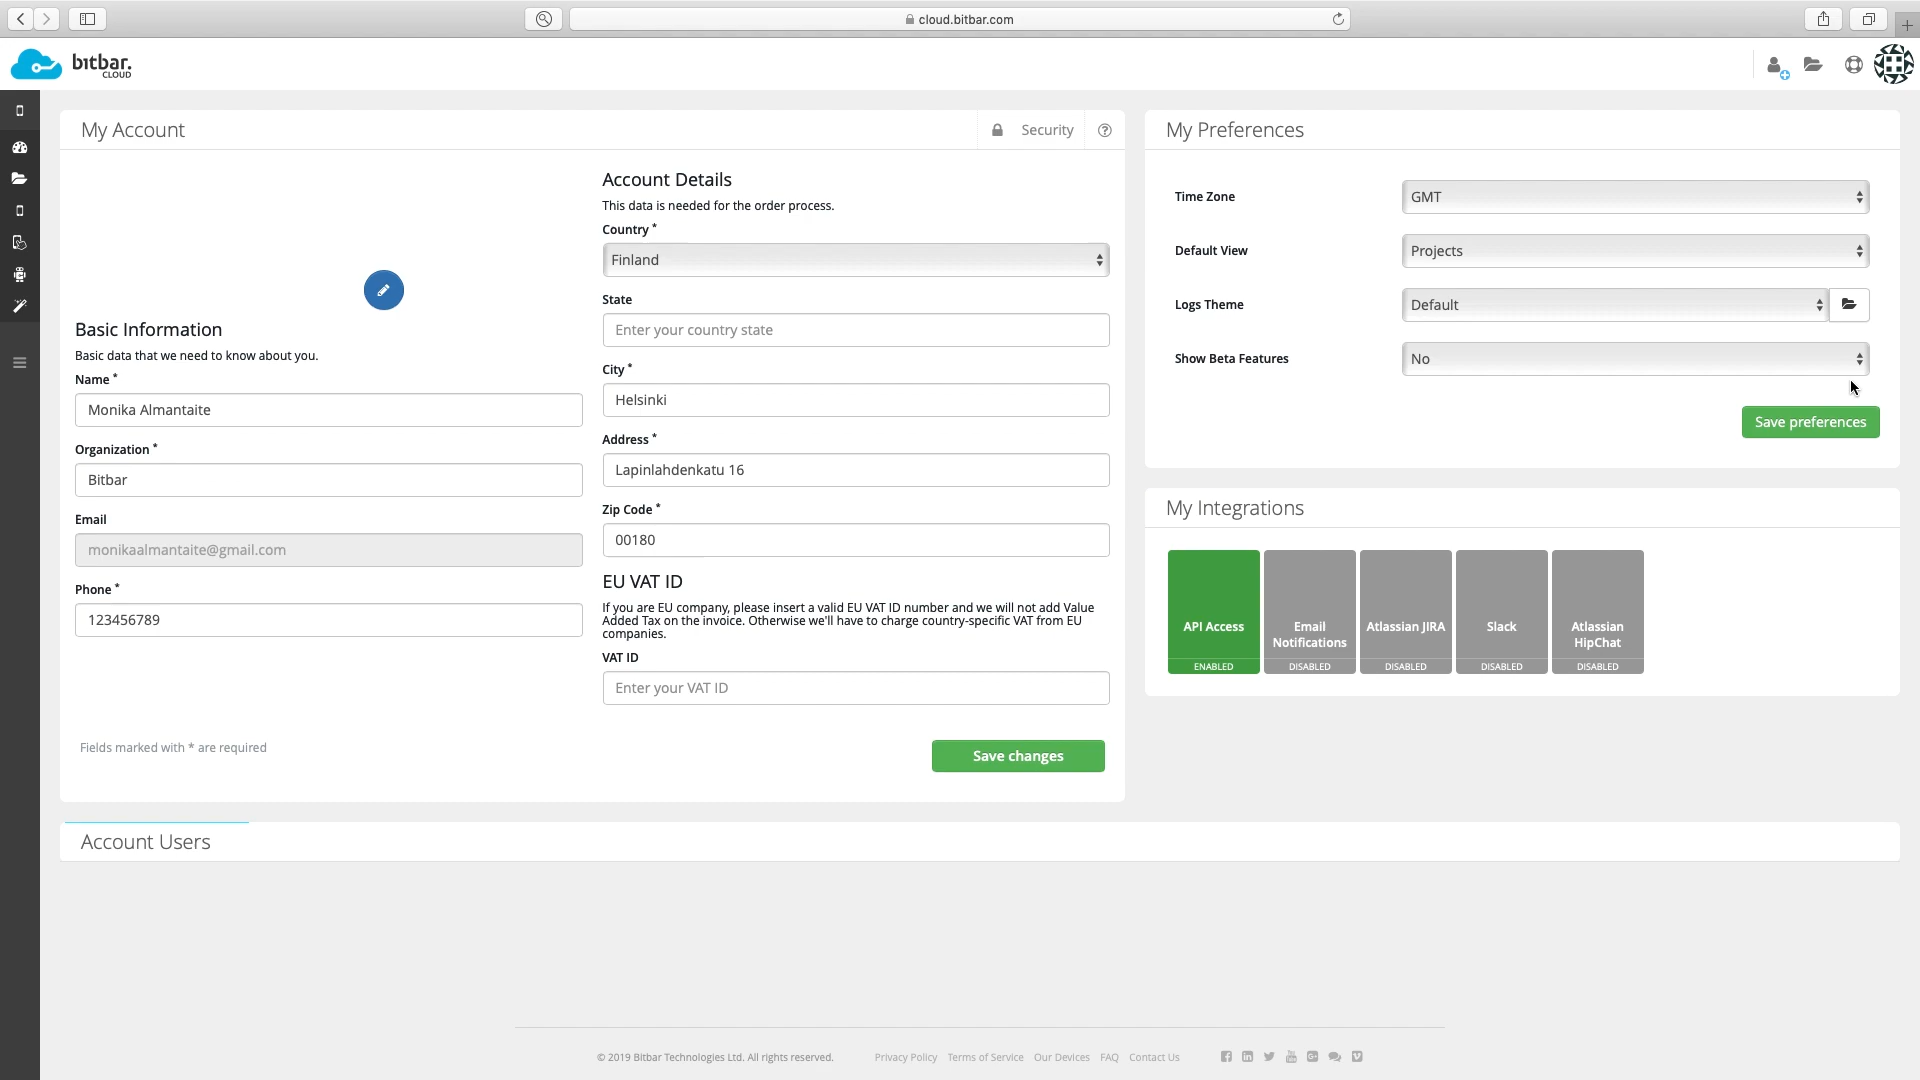 cloud.bitbar.com
bitbar.
CLOUD
My Account
Security
Account Details
This data is needed for the order process.
Country *
Finland
State
Enter your country state
City *
Helsinki
Address *
Lapinlahdenkatu 16
Zip Code *
00180
EU VAT ID
If you are EU company, please insert a valid EU VAT ID number and we will not add Value
Added Tax on the invoice. Otherwise we'll have to charge country-specific VAT from EU
companies.
VAT ID
Enter your VAT ID
Basic Information
Basic data that we need to know about you.
Name *
Monika Almantaite
Organization *
Bitbar
Email
monikaalmantaite@gmail.com
Phone *
123456789
Fields marked with * are required
Save changes
My Preferences
Time Zone
GMT
Default View
Projects
Logs Theme
Default
Show Beta Features
No
Save preferences
My Integrations
API Access
ENABLED
Email
Notifications
DISABLED
Atlassian JIRA
DISABLED
Slack
DISABLED
Atlassian
HipChat
DISABLED
Account Users
© 2019 Bitbar Technologies Ltd. All rights reserved.
Privacy Policy
Terms of Service
Our Devices
FAQ
Contact Us